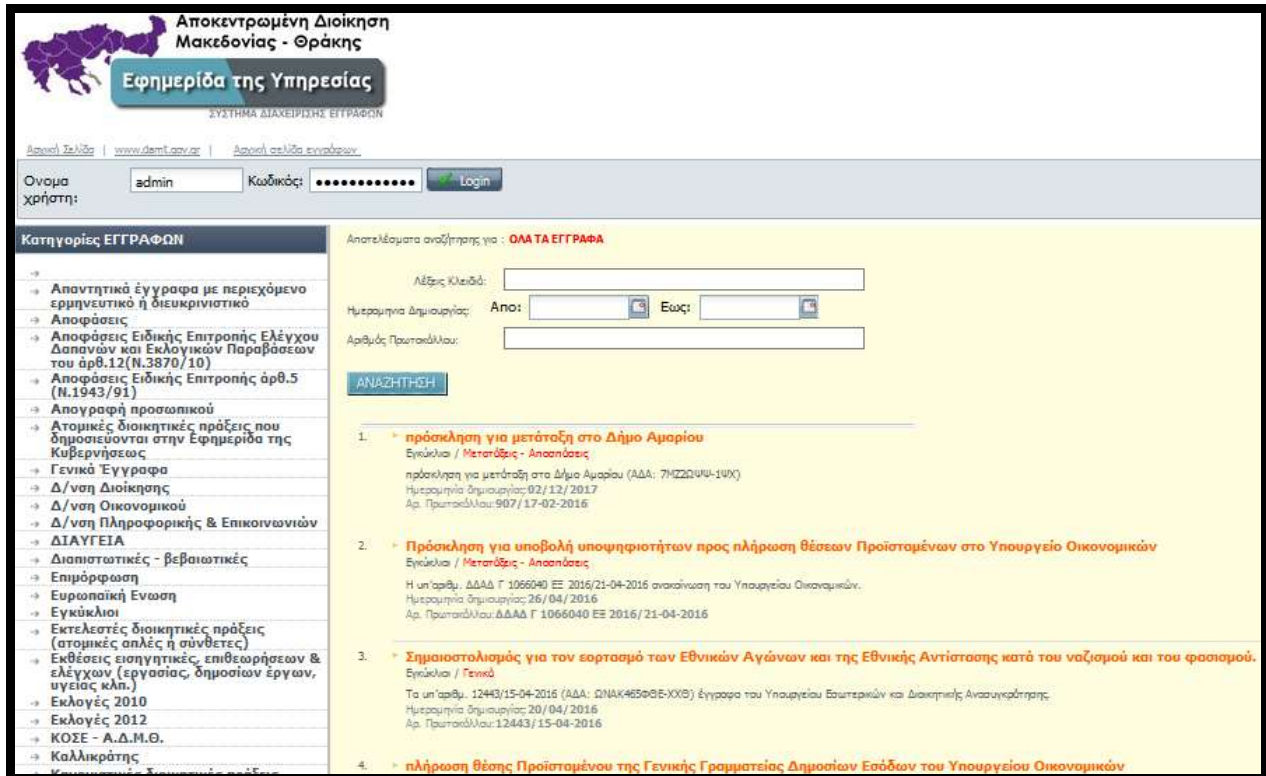 Αποκεντρωμένη Διοίκηση
Μακεδονίας - Θράκης
Εφημερίδα της Υπηρεσίας
ΣΥΣΤΗΜΑ ΔΙΑΧΕΙΡΙΣΗΣ ΕΓΓΡΑΦΩΝ
Αρχική Σελίδα | www.damt.gov.gr | Αρχική σελίδα εγγράφων
Ονομα χρήστη: admin Κωδικός: •••••••••••• Login
Κατηγορίες ΕΓΓΡΑΦΩΝ
Απαντητικά έγγραφα με περιεχόμενο
ερμηνευτικό ή διευκρινιστικό
Αποφάσεις
Αποφάσεις Ειδικής Επιτροπής Ελέγχου
Δαπανών και Εκλογικών Παραβάσεων
του άρθ.12(Ν.3870/10)
Αποφάσεις Ειδικής Επιτροπής άρθ.5
(Ν.1943/91)
Απογραφή προσωπικού
Ατομικές διοικητικές πράξεις που
δημοσιεύονται στην Εφημερίδα της
Κυβερνήσεως
Γενικά Έγγραφα
Δ/νση Διοίκησης
Δ/νση Οικονομικού
Δ/νση Πληροφορικής & Επικοινωνιών
ΔΙΑΥΓΕΙΑ
Διαπιστωτικές - βεβαιωτικές
Επιμόρφωση
Ευρωπαϊκή Ενωση
Εγκύκλιοι
Εκτελεστές διοικητικές πράξεις
(ατομικές απλές ή σύνθετες)
Εκθέσεις εισηγητικές, επιθεωρήσεων &
ελέγχων (εργασίας, δημοσίων έργων,
υγείας κλπ.)
Εκλογές 2010
Εκλογές 2012
ΚΟΣΕ - Α.Δ.Μ.Θ.
Καλλικράτης
Αποτελέσματα αναζήτησης για : ΟΛΑ ΤΑ ΕΓΓΡΑΦΑ
Λέξεις Κλειδιά:
Ημερομηνια Δημιουργίας: Απο: Εως:
Αριθμός Πρωτοκόλλου:
ΑΝΑΖΗΤΗΣΗ
1. πρόσκληση για μετάταξη στο Δήμο Αμαρίου
Εγκύκλιοι / Μετατάξεις - Αποσπάσεις
πρόσκληση για μετάταξη στο Δήμο Αμαρίου (ΑΔΑ: 7ΜΖ2ΩΨΨ-1ΨΧ)
Ημερομηνία δημιουργίας:02/12/2017
Αρ. Πρωτοκόλλου:907/17-02-2016
2. Πρόσκληση για υποβολή υποψηφιοτήτων προς πλήρωση θέσεων Προϊσταμένων στο Υπουργείο Οικονομικών
Εγκύκλιοι / Μετατάξεις - Αποσπάσεις
Η υπ'αριθμ. ΔΔΑΔ Γ 1066040 ΕΞ 2016/21-04-2016 ανακοίνωση του Υπουργείου Οικονομικών.
Ημερομηνία δημιουργίας:26/04/2016
Αρ. Πρωτοκόλλου:ΔΔΑΔ Γ 1066040 ΕΞ 2016/21-04-2016
3. Σημαιοστολισμός για τον εορτασμό των Εθνικών Αγώνων και της Εθνικής Αντίστασης κατά του ναζισμού και του φασισμού.
Εγκύκλιοι / Γενικά
Το υπ'αριθμ. 12443/15-04-2016 (ΑΔΑ: ΩΝΑΚ465ΦΘΕ-ΧΧΘ) έγγραφο του Υπουργείου Εσωτερικών και Διοικητικής Ανασυγκρότησης.
Ημερομηνία δημιουργίας:20/04/2016
Αρ. Πρωτοκόλλου:12443/15-04-2016
4. πλήρωση θέσης Προϊσταμένου της Γενικής Γραμματείας Δημοσίων Εσόδων του Υπουργείου Οικονομικών